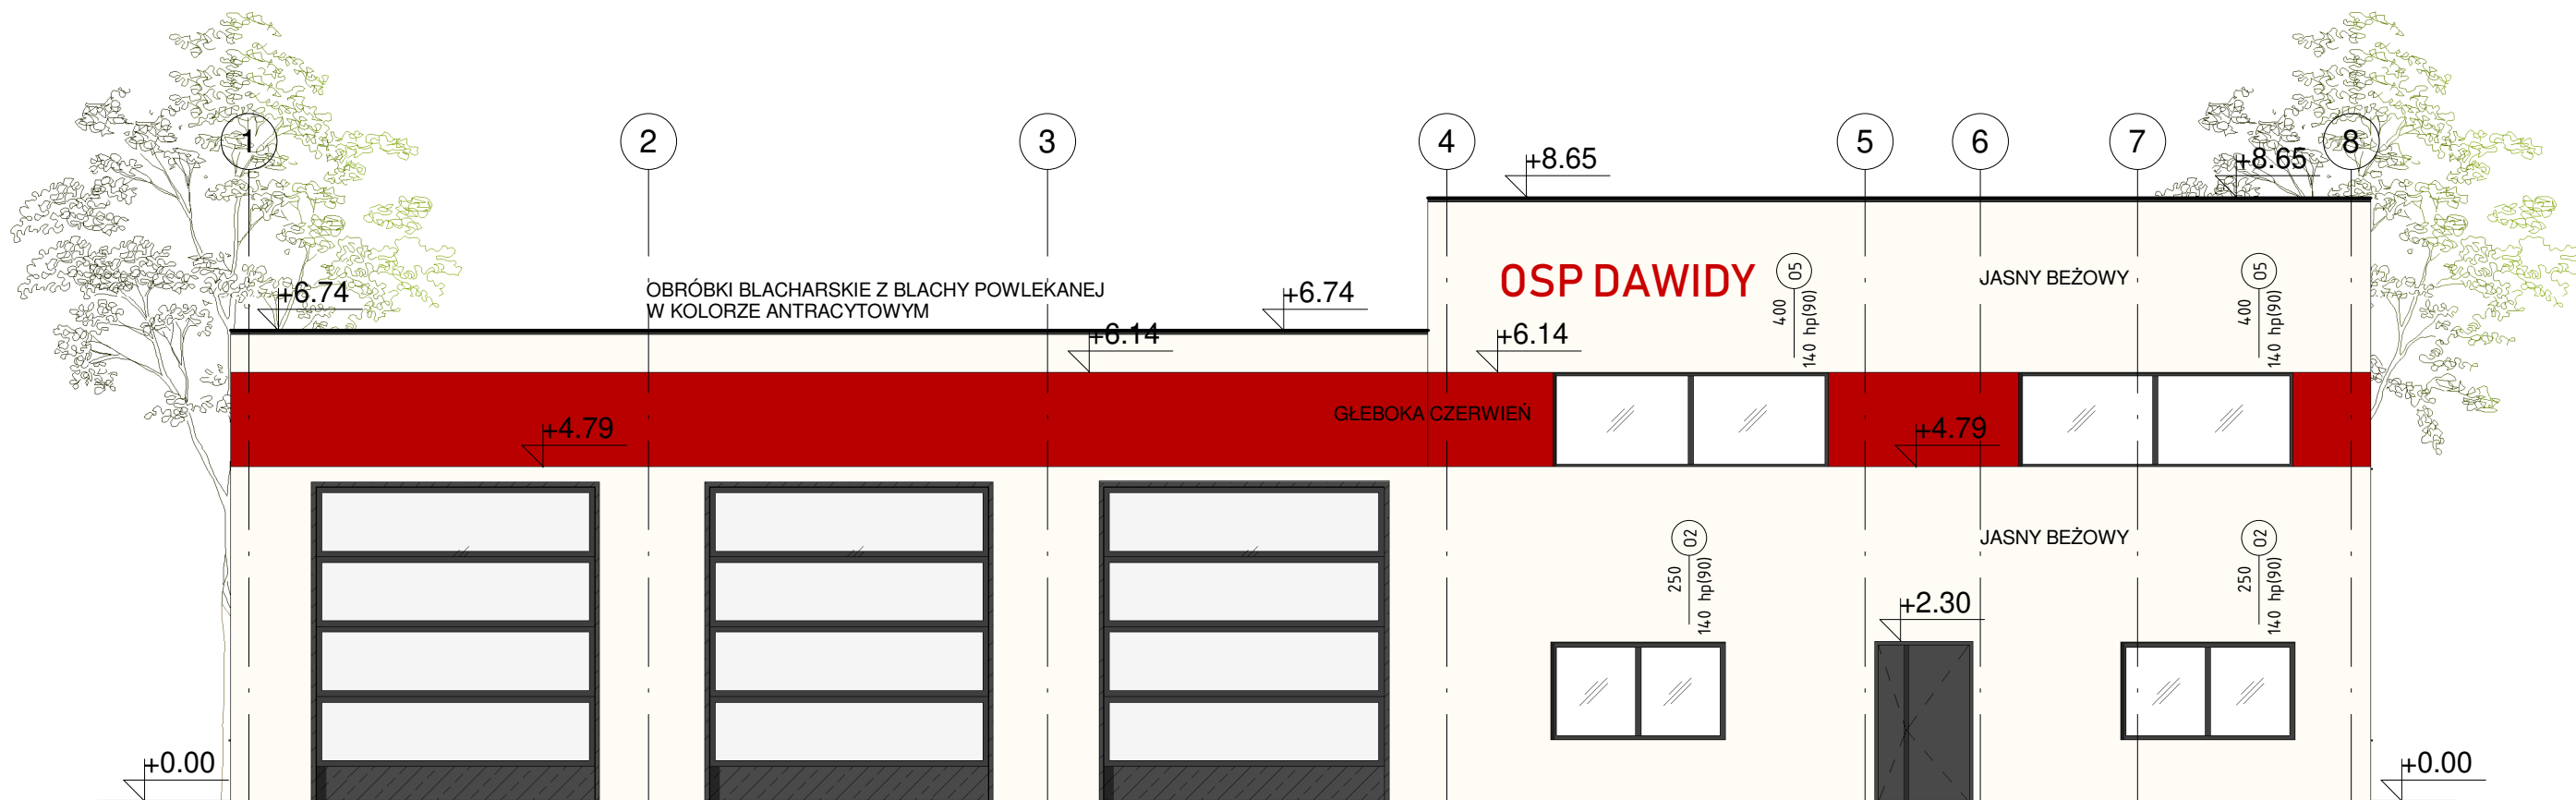 1
2
3
4
5
6
7
8
+8.65
+8.65
OSP DAWIDY
05
400
140 hp(90)
JASNY BEŻOWY
05
400
140 hp(90)
+6.74
OBRÓBKI BLACHARSKIE Z BLACHY POWLEKANEJ
W KOLORZE ANTRACYTOWYM
+6.74
+6.14
+6.14
GŁEBOKA CZERWIEŃ
+4.79
+4.79
02
250
140 hp(90)
JASNY BEŻOWY
02
250
140 hp(90)
+2.30
+0.00
+0.00